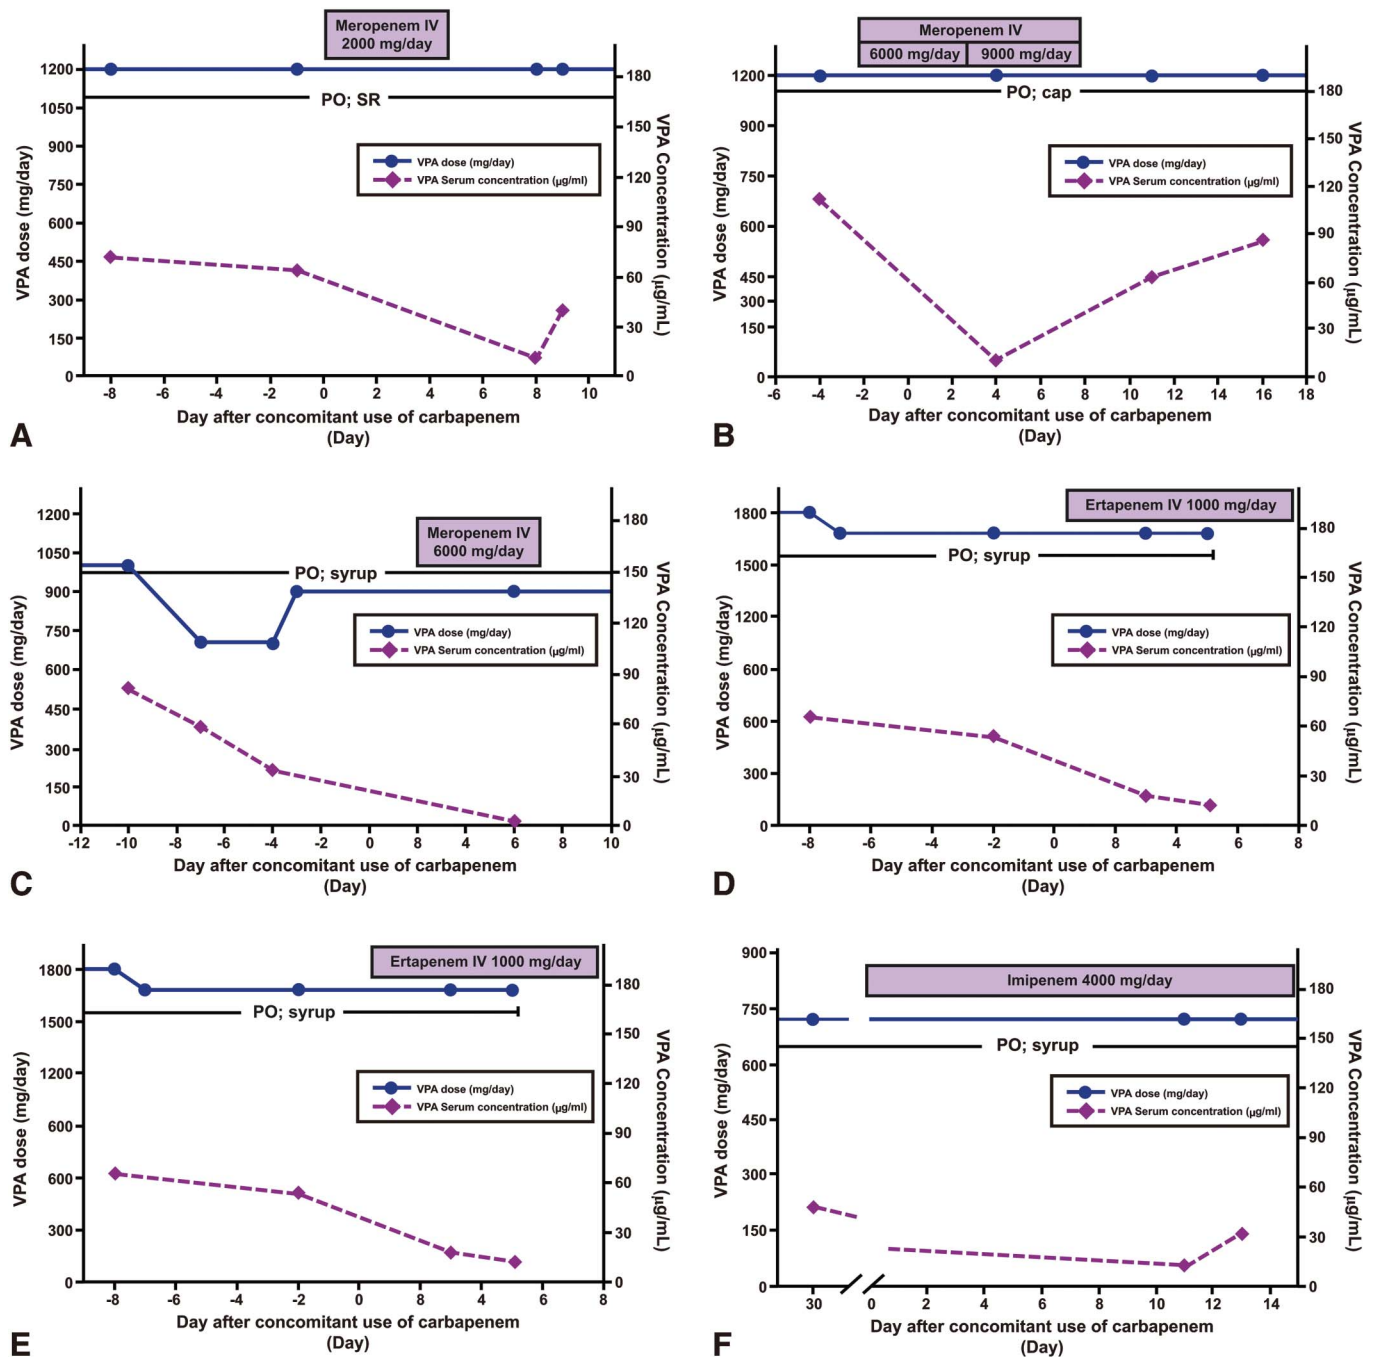 Meropenem IV
2000 mg/day
1200
1050
900
750
600
450
300
150
0
VPA dose (mg/day)
PO; SR
VPA dose (mg/day)
VPA Serum concentration (µg/ml)
180
150
120
90
60
30
0
VPA Concentration (µg/mL)
-8 -6 -4 -2 0 2 4 6 8 10
Day after concomitant use of carbapenem
(Day)
A
Meropenem IV
6000 mg/day 9000 mg/day
1200
900
750
600
450
300
150
0
VPA dose (mg/day)
PO; cap
VPA dose (mg/day)
VPA Serum concentration (µg/ml)
180
150
120
90
60
30
0
VPA Concentration (µg/mL)
-6 -4 -2 0 2 4 6 8 10 12 14 16 18
Day after concomitant use of carbapenem
(Day)
B
Meropenem IV
6000 mg/day
1200
1050
900
750
600
450
300
150
0
VPA dose (mg/day)
PO; syrup
VPA dose (mg/day)
VPA Serum concentration (µg/ml)
180
150
120
90
60
30
0
VPA Concentration (µg/mL)
-12 -10 -8 -6 -4 -2 0 2 4 6 8 10
Day after concomitant use of carbapenem
(Day)
C
Ertapenem IV 1000 mg/day
1800
1500
1200
600
600
300
0
VPA dose (mg/day)
PO; syrup
VPA dose (mg/day)
VPA Serum concentration (µg/ml)
180
150
120
90
60
30
0
VPA Concentration (µg/mL)
-8 -6 -4 -2 0 8 4 6 8
Day after concomitant use of carbapenem
(Day)
D
Ertapenem IV 1000 mg/day
1800
1500
1200
600
600
300
0
VPA dose (mg/day)
PO; syrup
VPA dose (mg/day)
VPA Serum concentration (µg/ml)
180
150
120
90
60
30
0
VPA Concentration (µg/mL)
-8 -6 -4 -2 0 8 4 6 8
Day after concomitant use of carbapenem
(Day)
E
Imipenem 4000 mg/day
900
750
600
450
300
150
0
VPA dose (mg/day)
PO; syrup
VPA dose (mg/day)
VPA Serum concentration (µg/ml)
180
150
120
90
60
30
0
VPA Concentration (µg/mL)
30 0 2 4 6 8 10 12 14
Day after concomitant use of carbapenem
(Day)
F